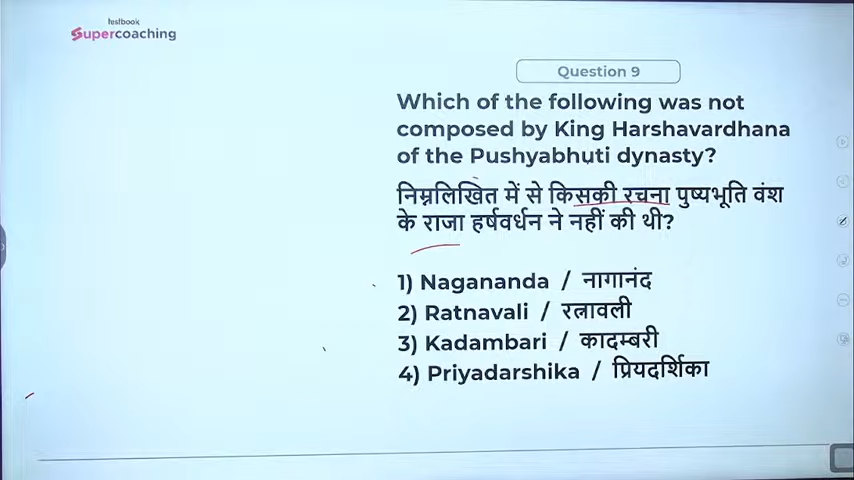 testbook
Supercoaching
Question 9
Which of the following was not
composed by King Harshavardhana
of the Pushyabhuti dynasty?
निम्नलिखित में से किसकी रचना पुष्यभूति वंश
के राजा हर्षवर्धन ने नहीं की थी?
1) Nagananda / नागानंद
2) Ratnavali / रत्नावली
3) Kadambari / कादम्बरी
4) Priyadarshika / प्रियदर्शिका